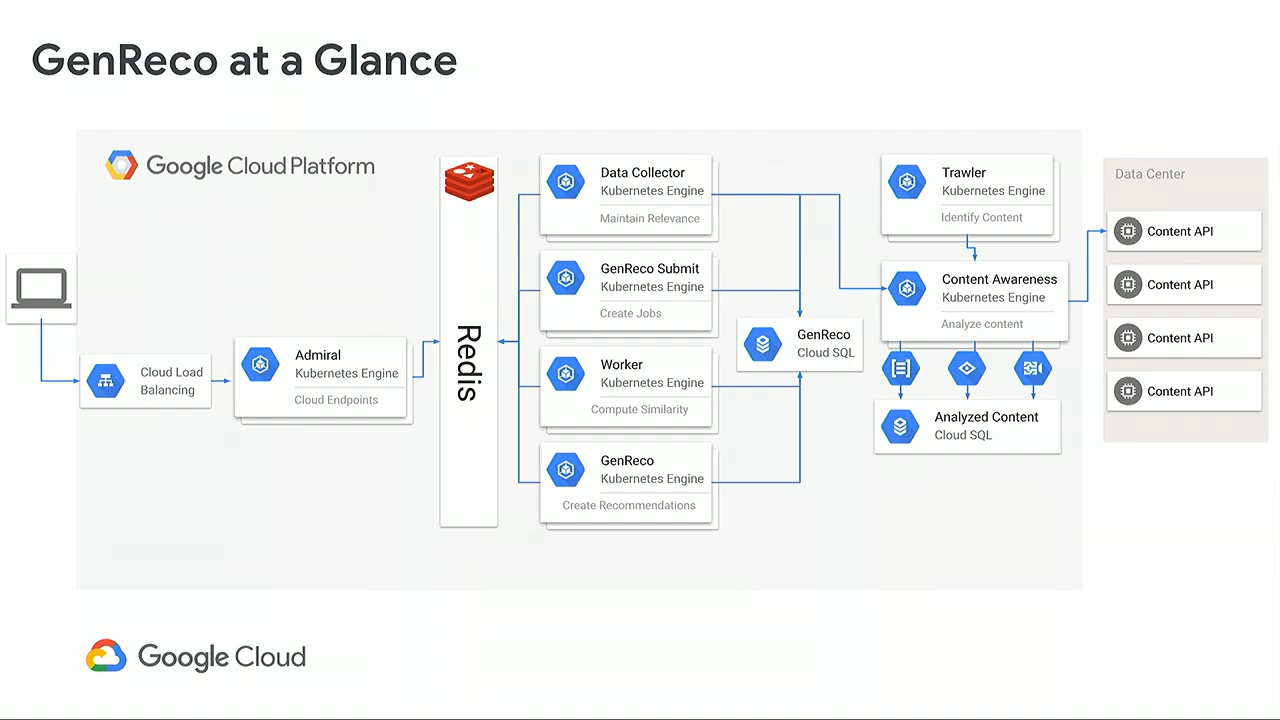 GenReco at a Glance
Google Cloud Platform
Cloud Load
Balancing
Admiral
Kubernetes Engine
Cloud Endpoints
Redis
Data Collector
Kubernetes Engine
Maintain Relevance
GenReco Submit
Kubernetes Engine
Create Jobs
Worker
Kubernetes Engine
Compute Similarity
GenReco
Kubernetes Engine
Create Recommendations
GenReco
Cloud SQL
Trawler
Kubernetes Engine
Identify Content
Content Awareness
Kubernetes Engine
Analyze content
Analyzed Content
Cloud SQL
Data Center
Content API
Content API
Content API
Content API
Google Cloud